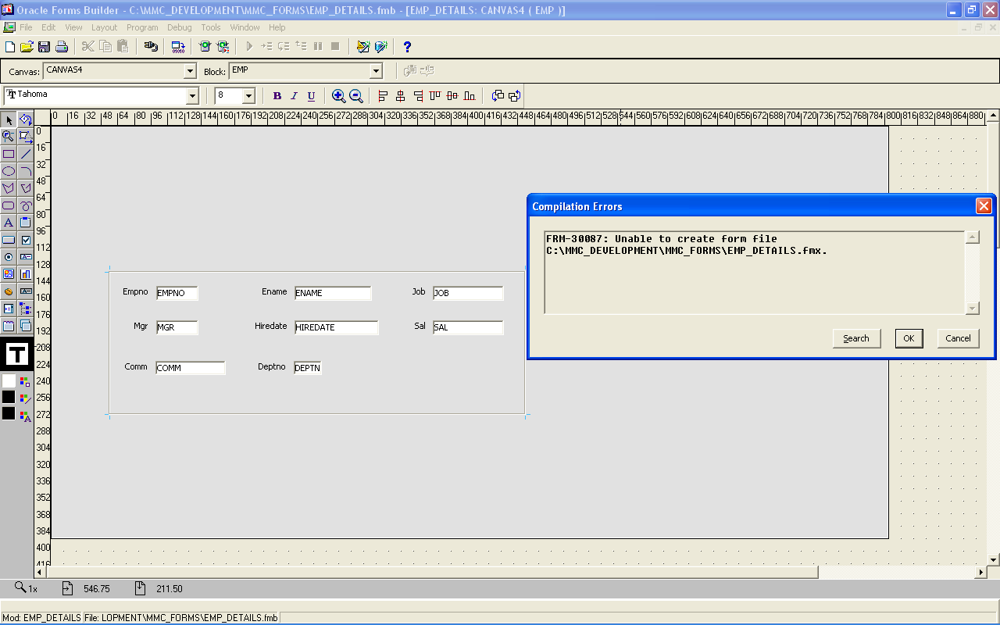 Oracle Forms Builder - C:\MMC_DEVELOPMENT\MMC_FORMS\EMP_DETAILS.fmb - [EMP_DETAILS: CANVAS4 ( EMP )]
File Edit View Layout Program Debug Tools Window Help
Canvas: CANVAS4 Block: EMP
Tahoma 8 B I U
0 16 32 48 64 80 96 112 128 144 160 176 192 208 224 240 256 272 288 304 320 336 352 368 384 400 416 432 448 464 480 496 512 528 544 560 576 592 608 624 640 656 672 688 704 720 736 752 768 784 800 816 832 848 864 880
0
16
32
48
64
80
96
112
128
144
160
176
192
208
224
240
256
272
288
304
320
336
352
368
384
400
416
Compilation Errors
FRM-30087: Unable to create form file
C:\MMC_DEVELOPMENT\MMC_FORMS\EMP_DETAILS.fmx.
Search OK Cancel
Empno EMPNO Ename ENAME Job JOB
Mgr MGR Hiredate HIREDATE Sal SAL
Comm COMM Deptno DEPTN
1x 546.75 211.50
Mod: EMP_DETAILS File: LOPMENT\MMC_FORMS\EMP_DETAILS.fmb